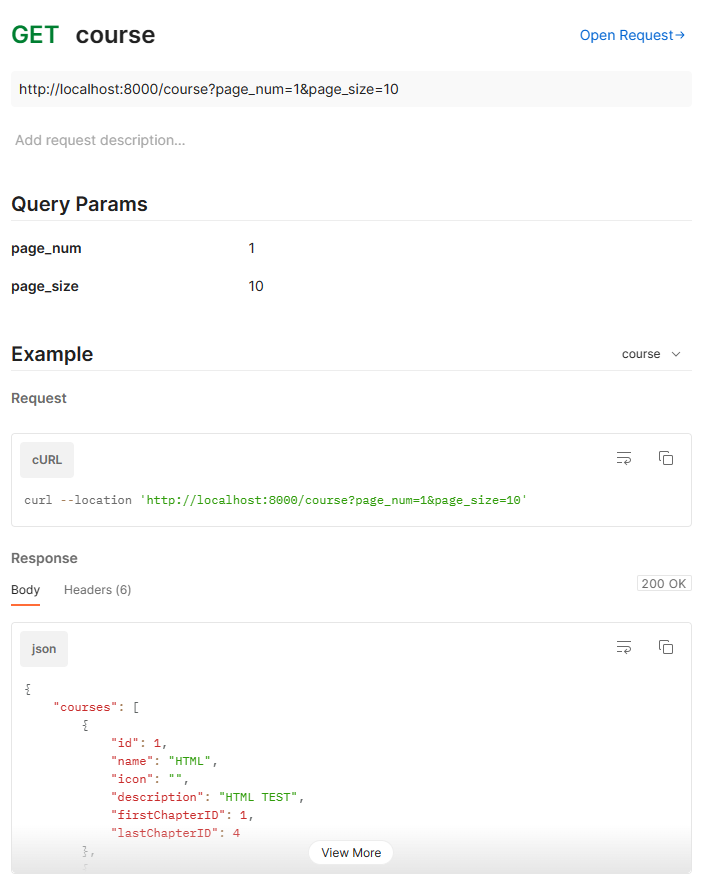 GET course
Open Request→
http://localhost:8000/course?page_num=1&page_size=10
Add request description...
Query Params
page_num 1
page_size 10
Example
course
Request
cURL
curl --location 'http://localhost:8000/course?page_num=1&page_size=10'
Response
Body Headers (6)
200 OK
json
{
"courses": [
{
"id": 1,
"name": "HTML",
"icon": "",
"description": "HTML TEST",
"firstChapterID": 1,
"lastChapterID": 4
},
View More